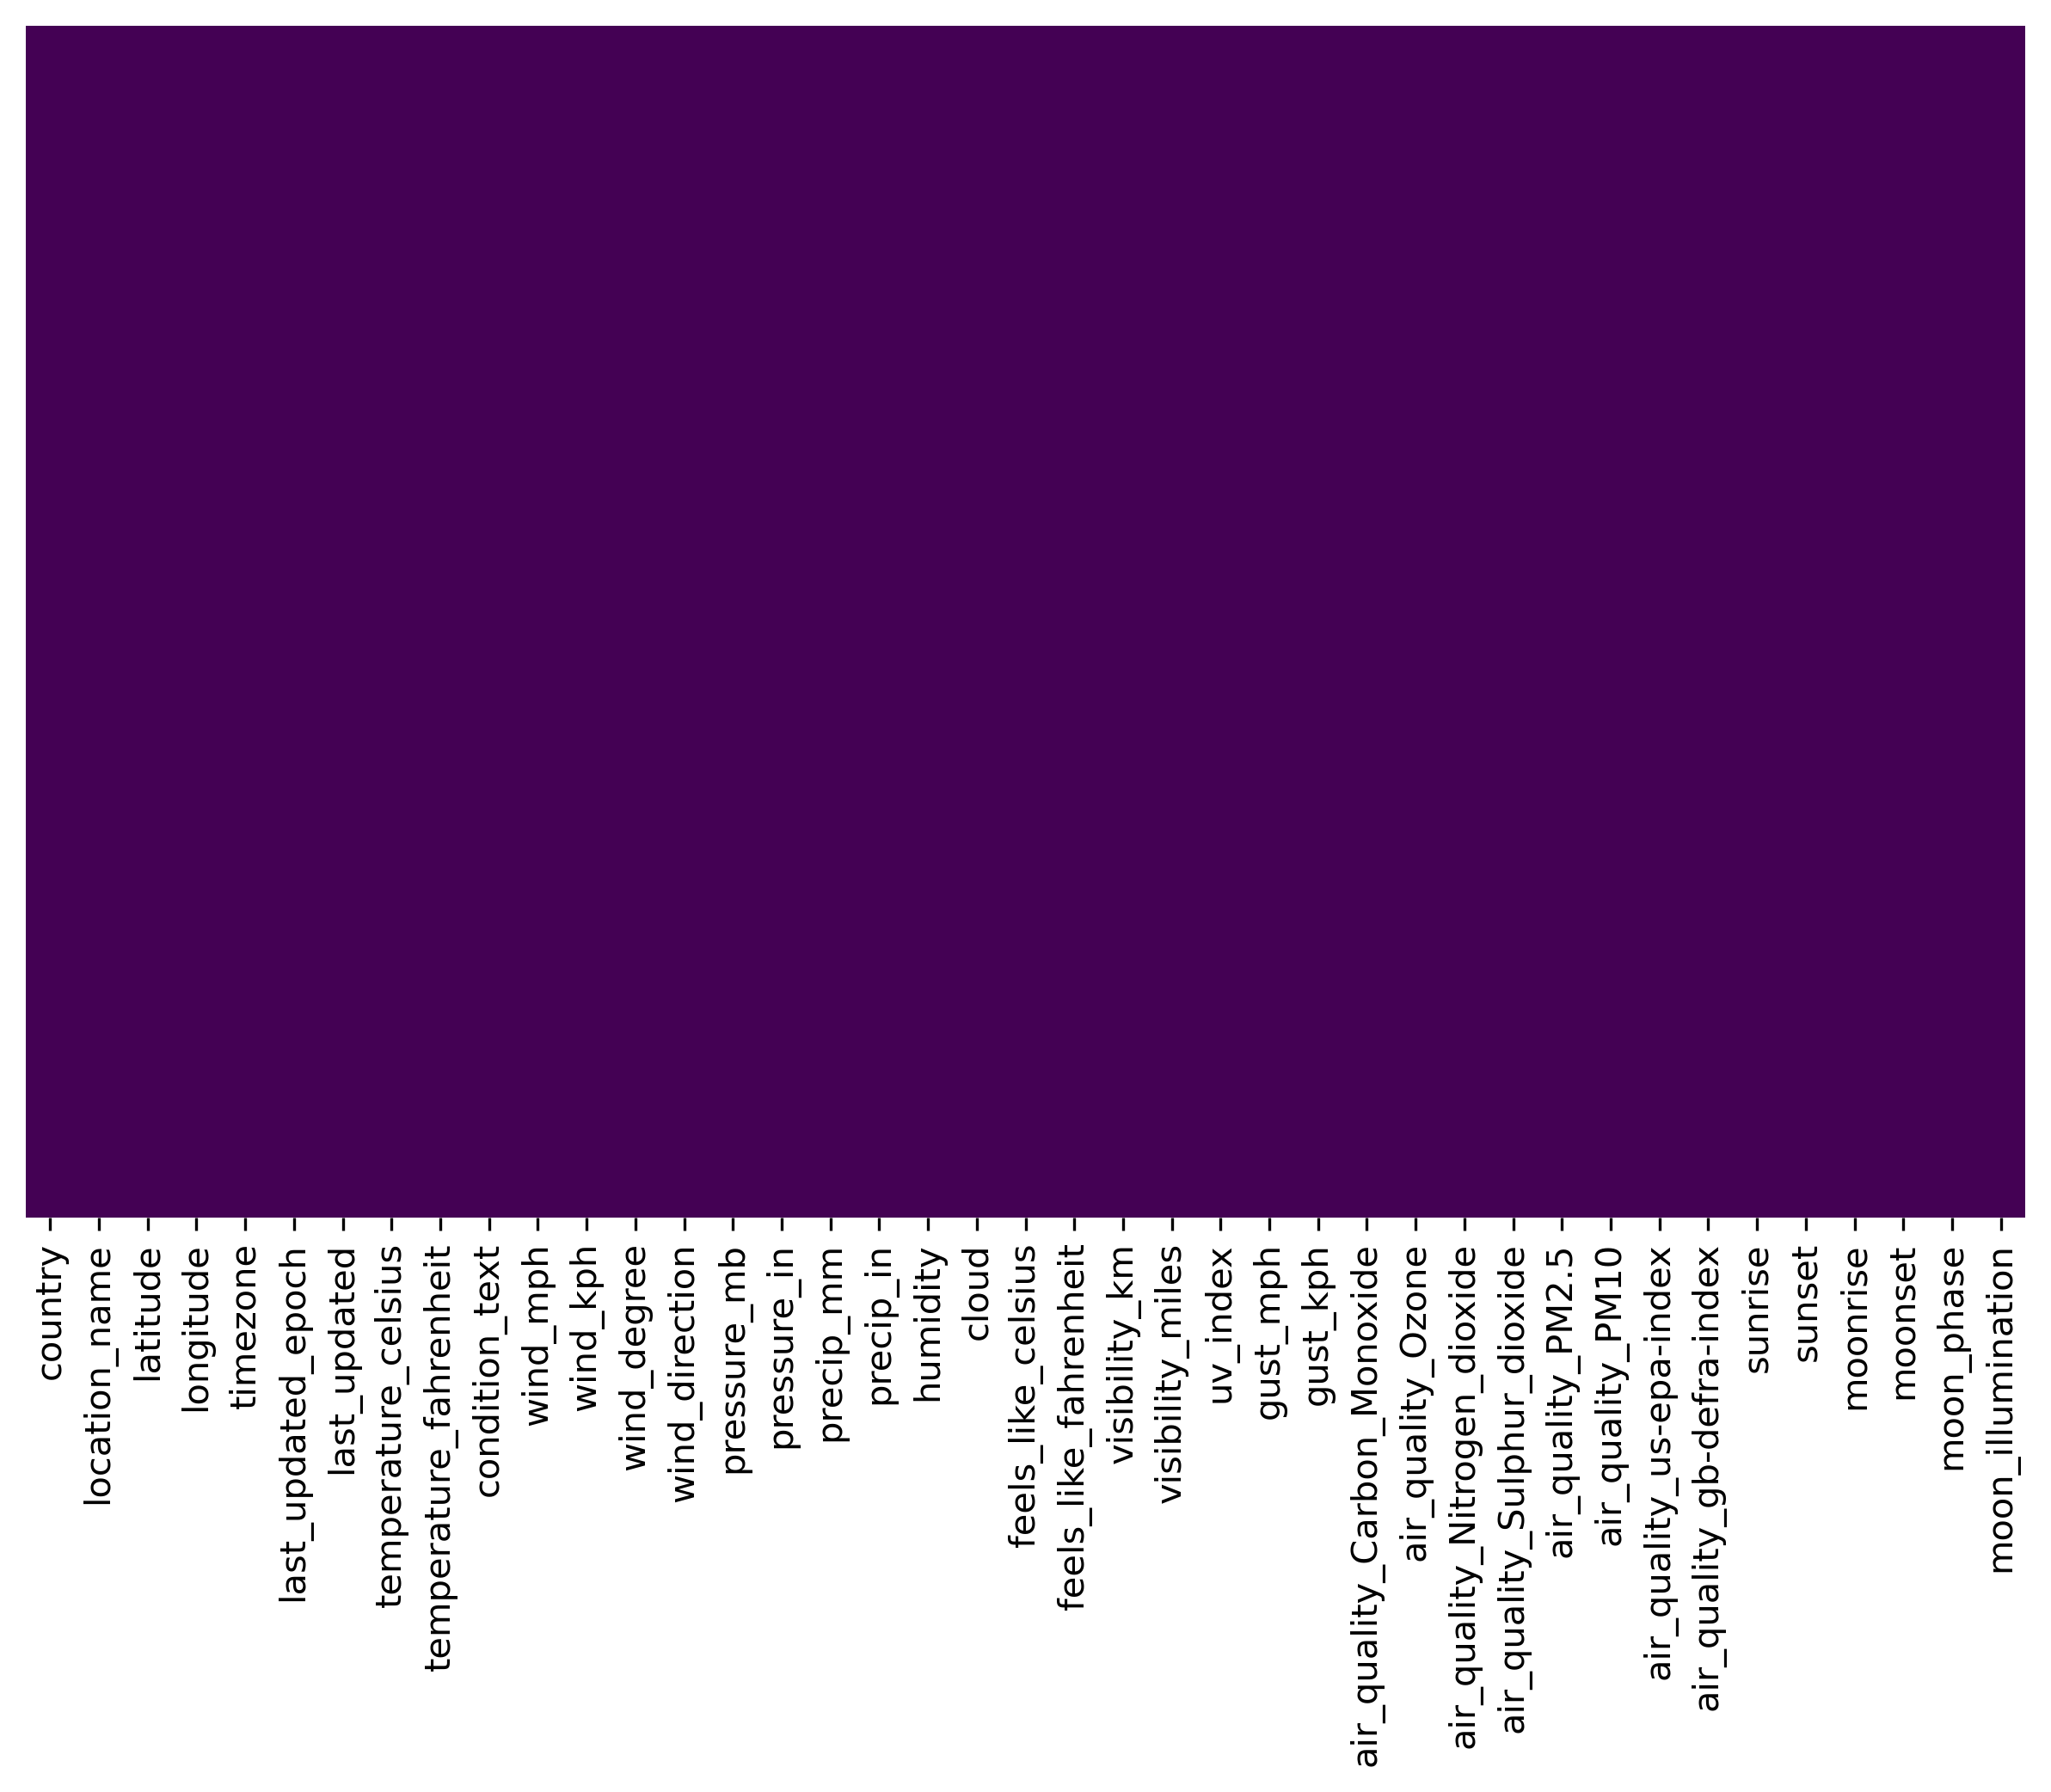 country
location_name
latitude
longitude
timezone
last_updated_epoch
last_updated
temperature_celsius
temperature_fahrenheit
condition_text
wind_mph
wind_kph
wind_degree
wind_direction
pressure_mb
pressure_in
precip_mm
precip_in
humidity
cloud
feels_like_celsius
feels_like_fahrenheit
visibility_km
visibility_miles
uv_index
gust_mph
gust_kph
air_quality_Carbon_Monoxide
air_quality_Ozone
air_quality_Nitrogen_dioxide
air_quality_Sulphur_dioxide
air_quality_PM2.5
air_quality_PM10
air_quality_us-epa-index
air_quality_gb-defra-index
sunrise
sunset
moonrise
moonset
moon_phase
moon_illumination